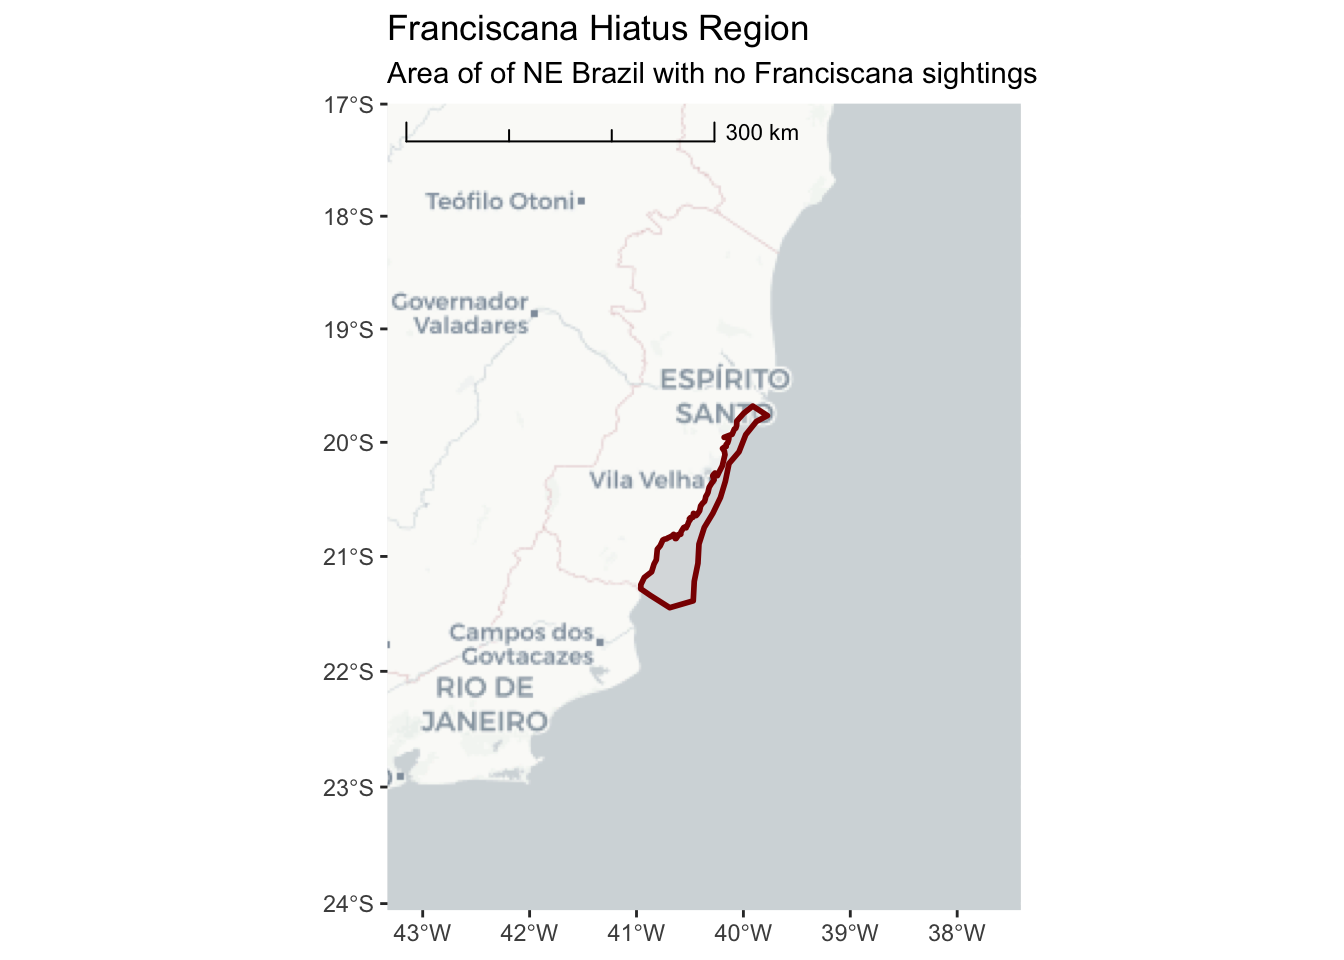 Franciscana Hiatus Region
Area of of NE Brazil with no Franciscana sightings
17°S
300 km
Teófilo Otoni
18°S
Governador
Valadares
19°S
ESPÍRITO
SANTO
20°S
Vila Velha
21°S
Campos dos
Govtacazes
22°S
RIO DE
JANEIRO
23°S
24°S
43°W
42°W
41°W
40°W
39°W
38°W